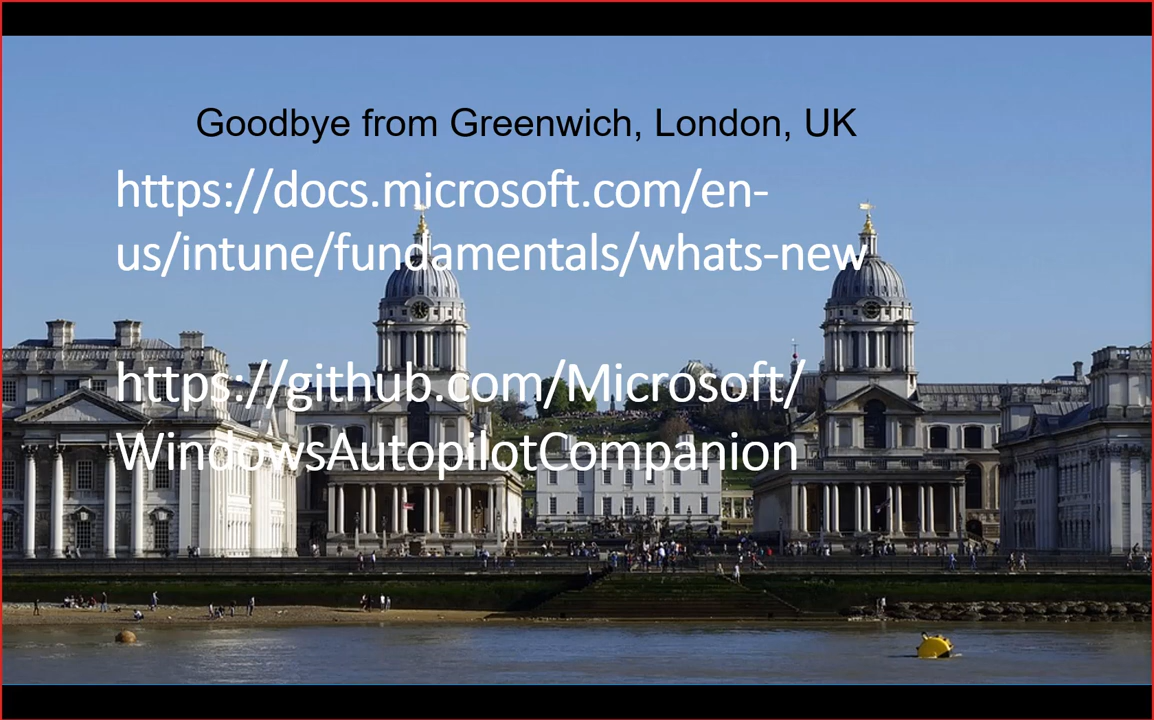 Goodbye from Greenwich, London, UK
https://docs.microsoft.com/en-
us/intune/fundamentals/whats-new
https://github.com/Microsoft/
WindowsAutopilotCompanion